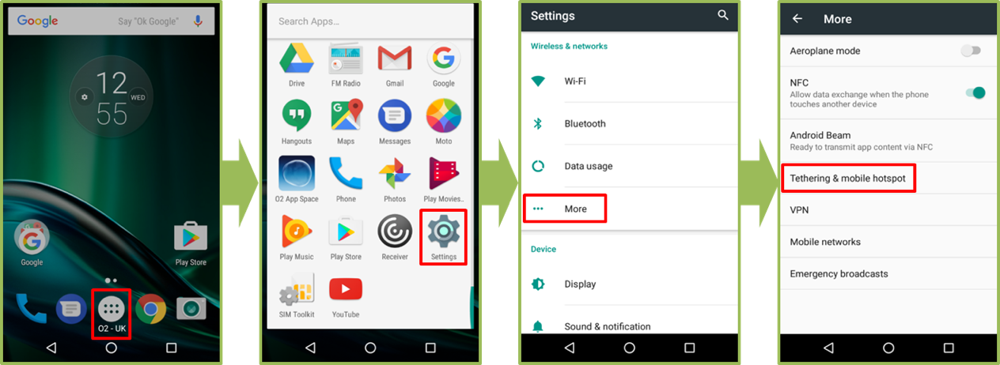 Google
Say "Ok Google"
12
WED
55
Google
Play Store
O2 - UK
Search Apps...
Drive
FM Radio
Gmail
Google
Hangouts
Maps
Messages
Moto
O2 App Space
Phone
Photos
Play Movies..
Play Music
Play Store
Receiver
Settings
SIM Toolkit
YouTube
Settings
Wireless & networks
Wi-Fi
Bluetooth
Data usage
More
Device
Display
Sound & notification
More
Aeroplane mode
NFC
Allow data exchange when the phone
touches another device
Android Beam
Ready to transmit app content via NFC
Tethering & mobile hotspot
VPN
Mobile networks
Emergency broadcasts